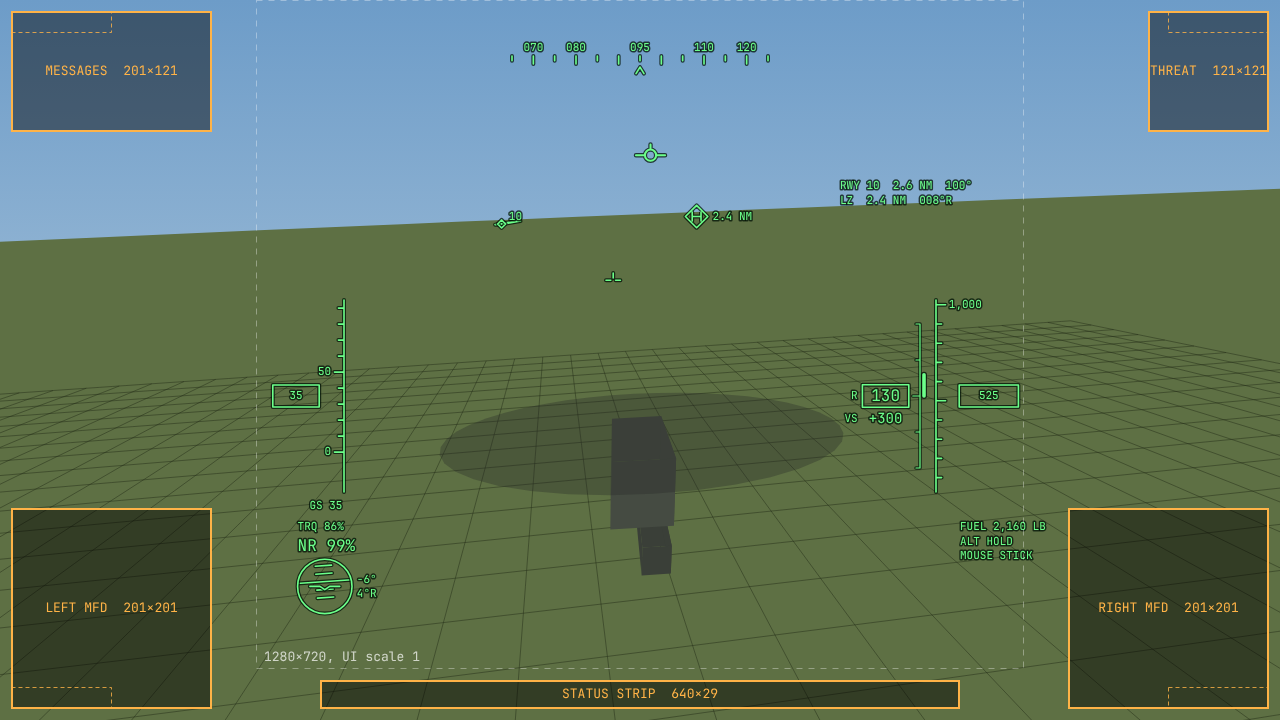 MESSAGES 201×121
070 080 095 110 120
THREAT 121×121
RWY 10 2.6 NM 100°
LZ 2.4 NM 008°R
10
H 2.4 NM
1,000
50
35
R 130
525
VS +300
0
GS 35
TRQ 86%
NR 99%
-6°
4°R
FUEL 2,160 LB
ALT HOLD
MOUSE STICK
LEFT MFD 201×201
RIGHT MFD 201×201
1280×720, UI scale 1
STATUS STRIP 640×29